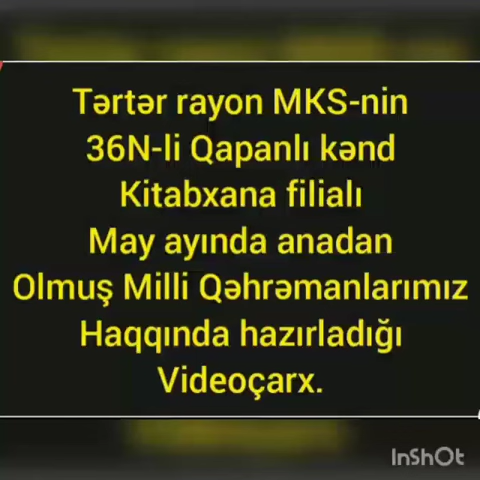 Tərtər rayon MKS-nin
36N-li Qapanlı kənd
Kitabxana filialı
May ayında anadan
Olmuş Milli Qəhrəmanlarımız
Haqqında hazırladığı
Videoçarx.
InShOt